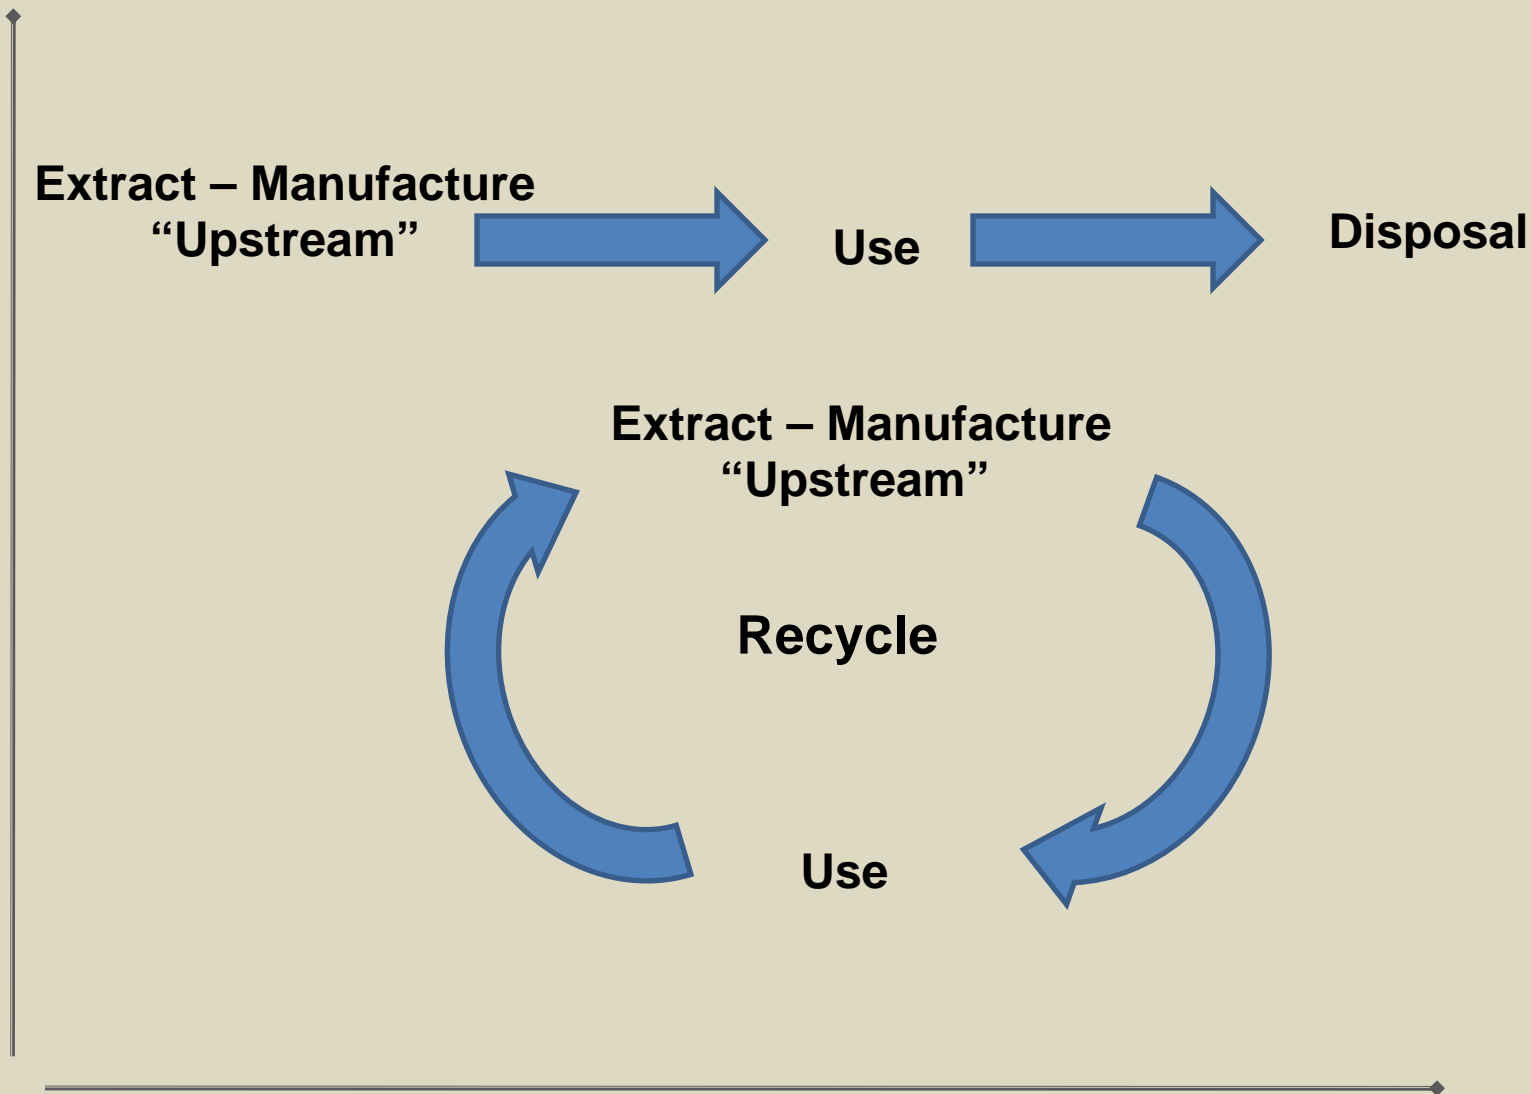 Extract – Manufacture
“Upstream”
Use
Disposal
Extract – Manufacture
“Upstream”
Recycle
Use